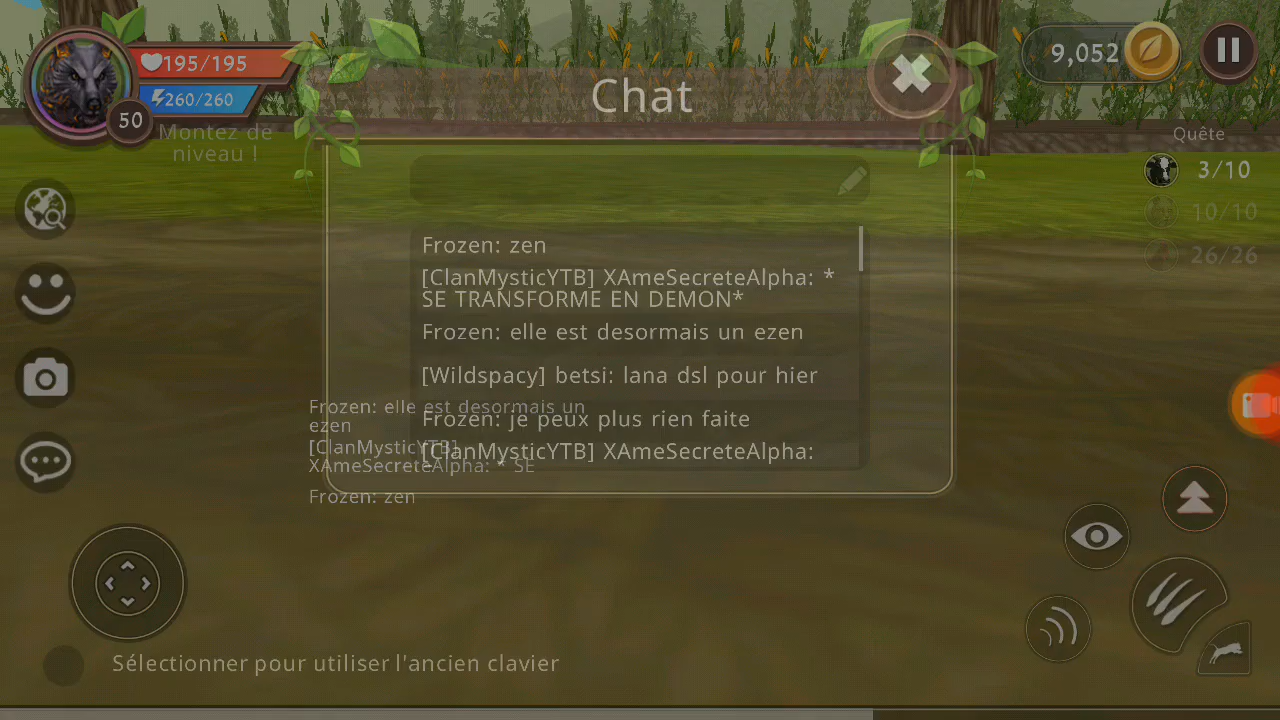 195/195
260/260
50
Montez de
niveau !
Chat
9,052
Quête
3/10
10/10
26/26
Frozen: zen
[ClanMysticYTB] XAmeSecreteAlpha: *
SE TRANSFORME EN DEMON*
Frozen: elle est desormais un ezen
[Wildspacy] betsi: lana dsl pour hier
Frozen: je peux plus rien faite
[ClanMysticYTB] XAmeSecreteAlpha:
Frozen: elle est desormais un
ezen
[ClanMysticYTB]
XAmeSecreteAlpha: * SE
Frozen: zen
Sélectionner pour utiliser l'ancien clavier